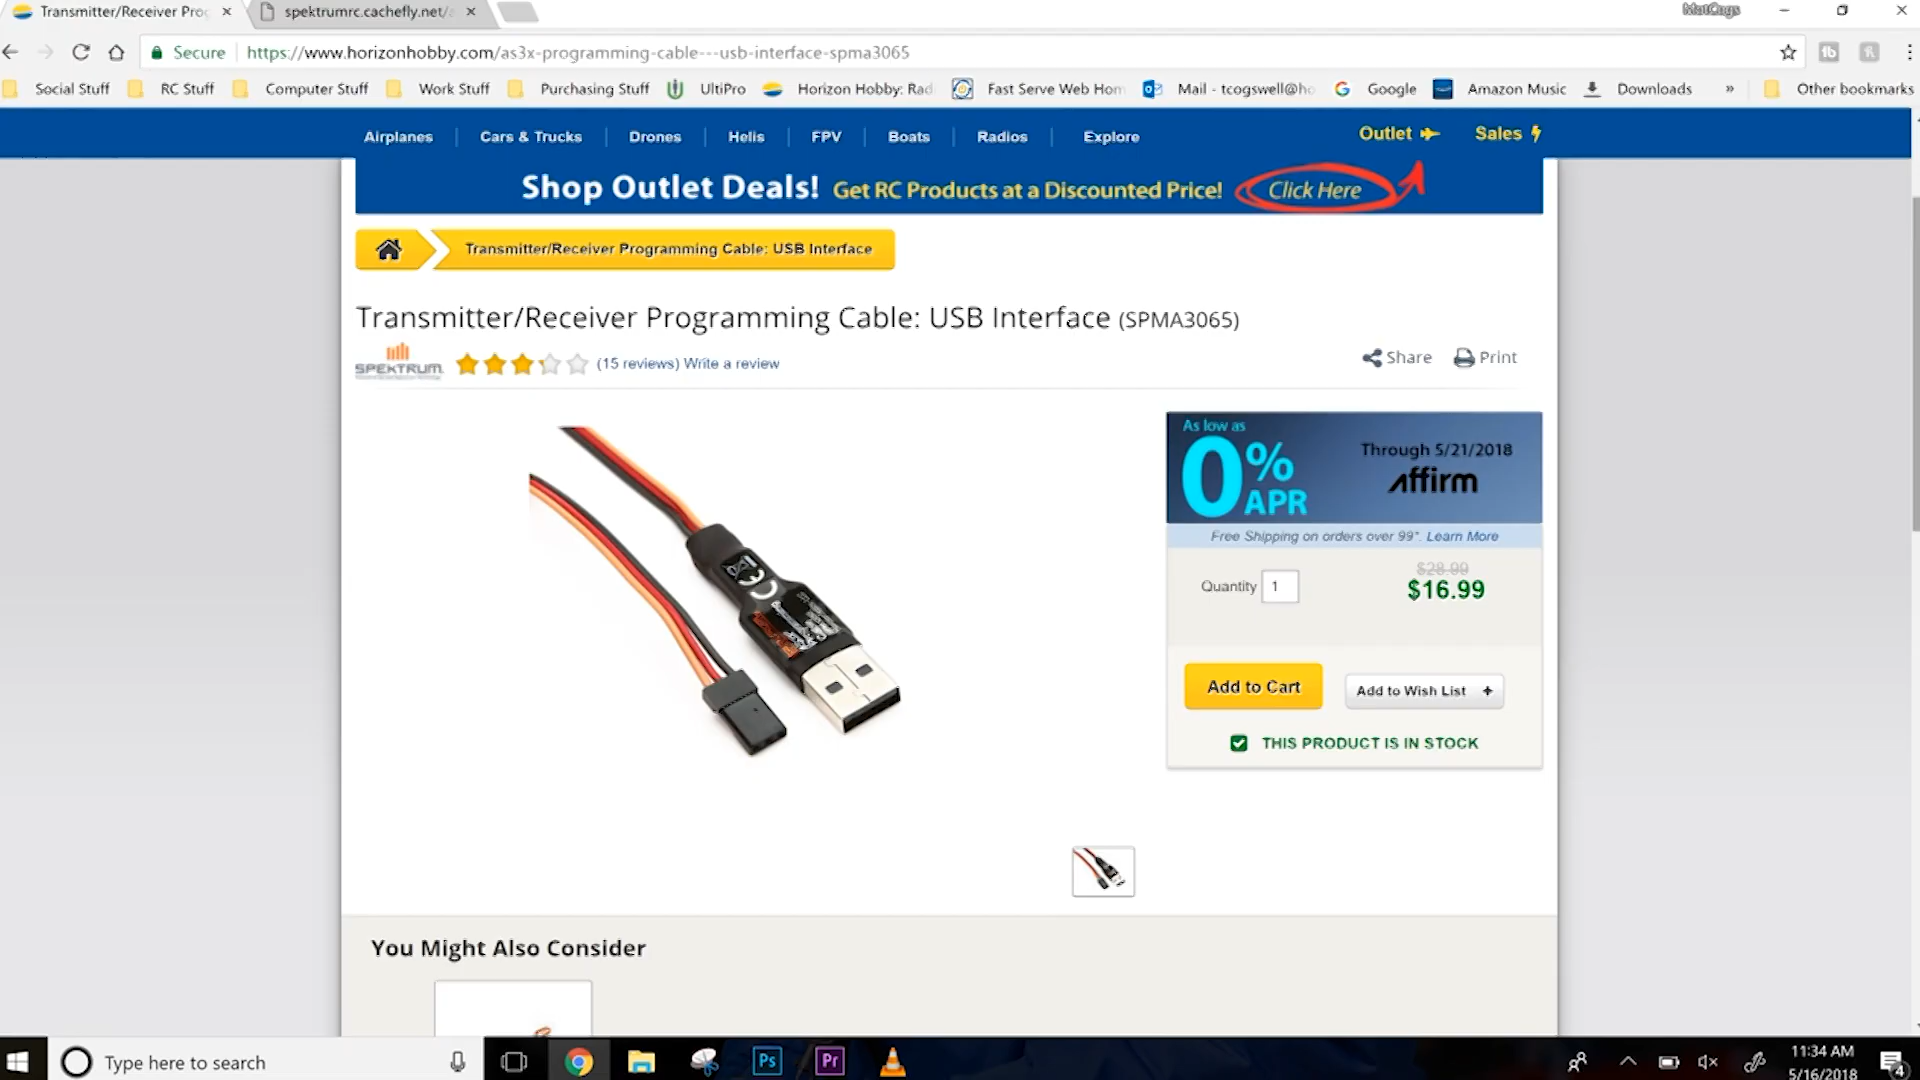 Transmitter/Receiver Prog
spektrumrc.cachefly.net/a
MatCogs
Secure
https://www.horizonhobby.com/as3x-programming-cable---usb-interface-spma3065
Social Stuff
RC Stuff
Computer Stuff
Work Stuff
Purchasing Stuff
UltiPro
Horizon Hobby: Rad
Fast Serve Web Hom
Mail - tcogswell@ho
Google
Amazon Music
Downloads
»
Other bookmarks
Airplanes
Cars & Trucks
Drones
Helis
FPV
Boats
Radios
Explore
Outlet
Sales
Shop Outlet Deals! Get RC Products at a Discounted Price! Click Here
Transmitter/Receiver Programming Cable: USB Interface
Transmitter/Receiver Programming Cable: USB Interface (SPMA3065)
SPEKTRUM
(15 reviews) Write a review
Share
Print
As low as
0% APR
Through 5/21/2018
affirm
Free Shipping on orders over 99*. Learn More
Quantity 1
$28.99
$16.99
Add to Cart
Add to Wish List +
THIS PRODUCT IS IN STOCK
You Might Also Consider
Type here to search
Ps
Pr
11:34 AM
5/16/2018
4